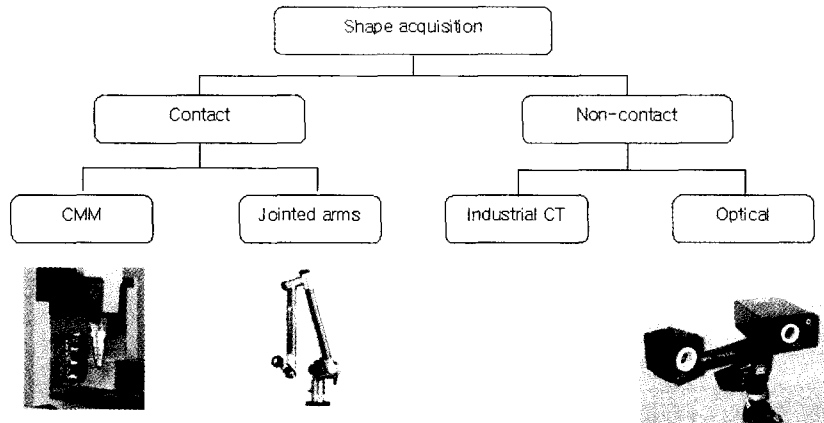 Shape acquisition
Contact
Non-contact
CMM
Jointed arms
Industrial CT
Optical